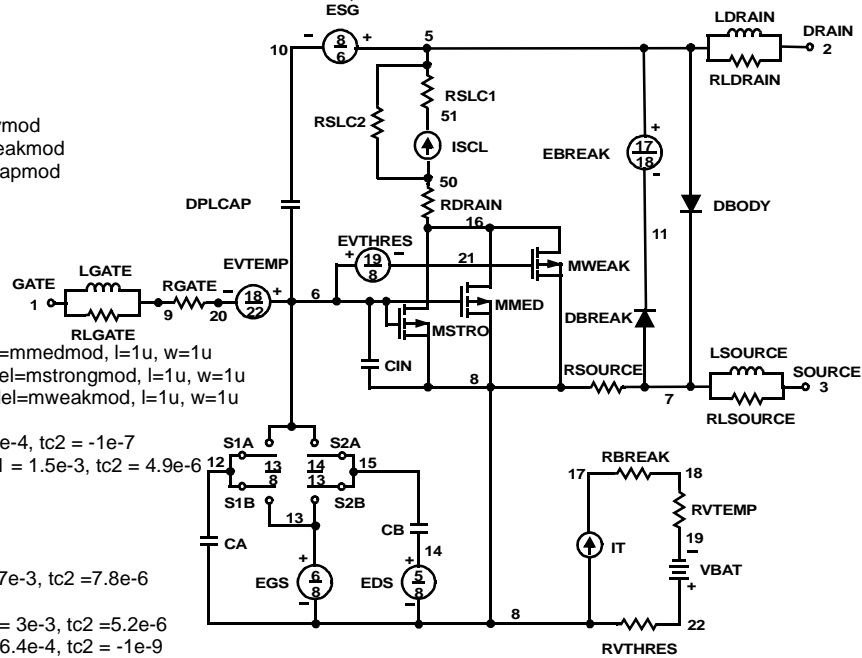 ESG
LDRAIN
DRAIN
2
10
-
8
6
+
5
RLDRAIN
RSLC1
51
RSLC2
ISCL
EBREAK
+
17
18
-
50
DPLCAP
RDRAIN
16
DBODY
EVTHRES
+
19
8
-
21
MWEAK
11
LGATE
GATE
1
RGATE
EVTEMP
-
18
22
+
6
9
20
MMED
MSTRO
DBREAK
RLGATE
=mmedmod, l=1u, w=1u
del=mstrongmod, l=1u, w=1u
del=mweakmod, l=1u, w=1u
CIN
8
RSOURCE
7
LSOURCE
SOURCE
3
RLSOURCE
e-4, tc2 = -1e-7
1 = 1.5e-3, tc2 = 4.9e-6
S1A
S2A
12
13
8
14
13
15
S1B
S2B
13
CA
CB
14
+
EGS
6
8
-
+
EDS
5
8
-
7e-3, tc2 =7.8e-6
= 3e-3, tc2 =5.2e-6
6.4e-4, tc2 = -1e-9
8
RBREAK
17
18
RVTEMP
IT
19
-
VBAT
+
22
RVTHRES
eakmod
apmod